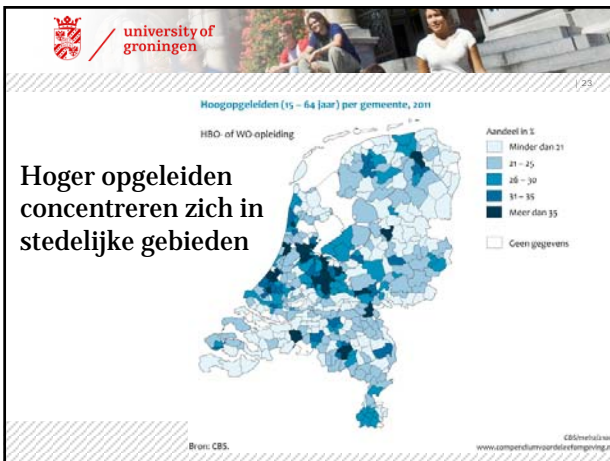 university of
groningen
| 23
Hoogopgeleiden (15 – 64 jaar) per gemeente, 2011
HBO- of WO-opleiding
Aandeel in %
Minder dan 21
21 – 25
26 – 30
31 – 35
Meer dan 35
Geen gegevens
Hoger opgeleiden
concentreren zich in
stedelijke gebieden
Bron: CBS.